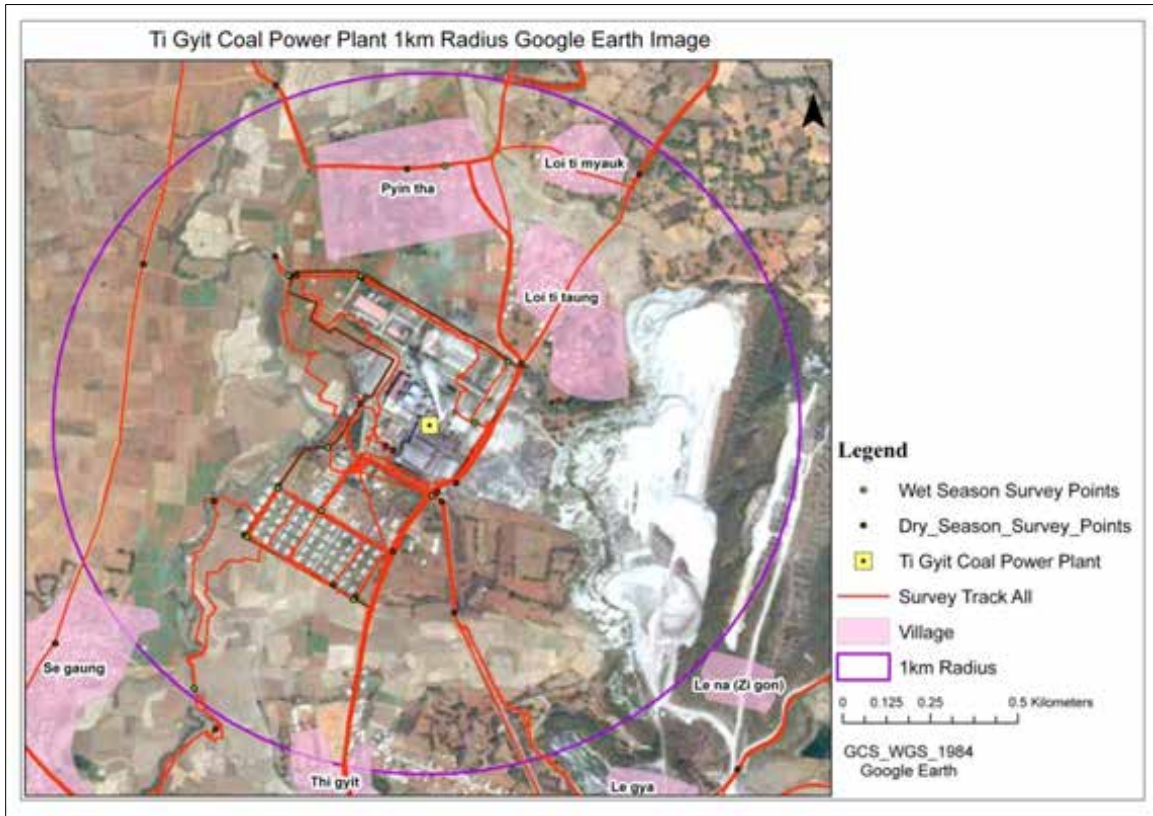 Ti Gyit Coal Power Plant 1km Radius Google Earth Image
Loi ti myauk
Pyin tha
Loi ti taung
Se gaung
Le na (Zi gon)
Thi gyit
Le gya
Legend
Wet Season Survey Points
Dry_Season_Survey_Points
Ti Gyit Coal Power Plant
Survey Track All
Village
1km Radius
0 0.125 0.25 0.5 Kilometers
GCS_WGS_1984
Google Earth